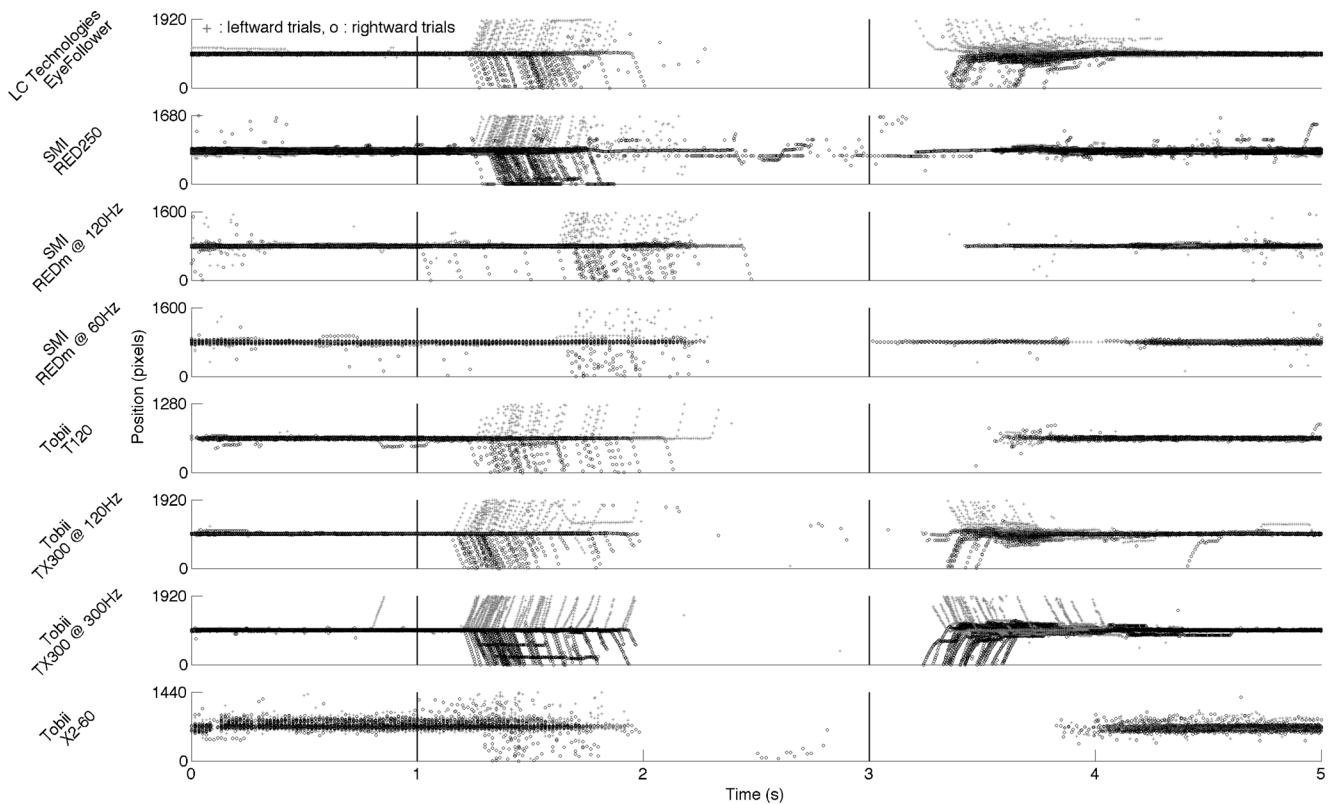 + : leftward trials, o : rightward trials
LC Technologies
EyeFollower
1920
0
SMI
RED250
1680
0
SMI
REDm @ 120Hz
1600
0
SMI
REDm @ 60Hz
1600
0
Position (pixels)
Tobii
T120
1280
0
Tobii
TX300 @ 120Hz
1920
0
Tobii
TX300 @ 300Hz
1920
0
Tobii
X2-60
1440
0
0 1 2 3 4 5
Time (s)